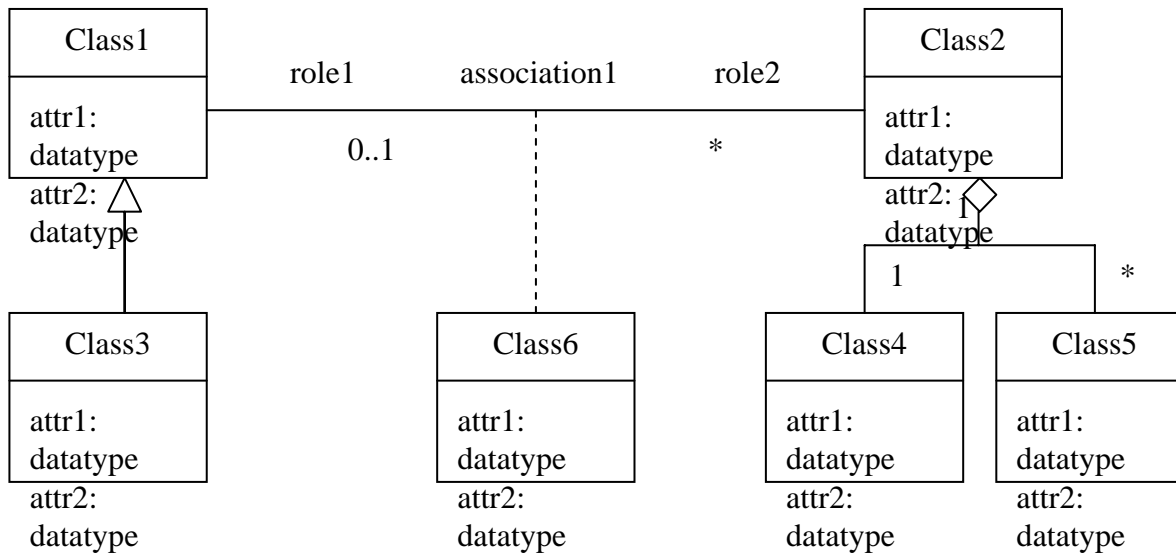 Class1
Class2
role1
association1
role2
attr1:
datatype
attr2:
datatype
0..1
*
attr1:
datatype
attr2:
datatype
1
1
*
Class3
Class6
Class4
Class5
attr1:
datatype
attr2:
datatype
attr1:
datatype
attr2:
datatype
attr1:
datatype
attr2:
datatype
attr1:
datatype
attr2:
datatype